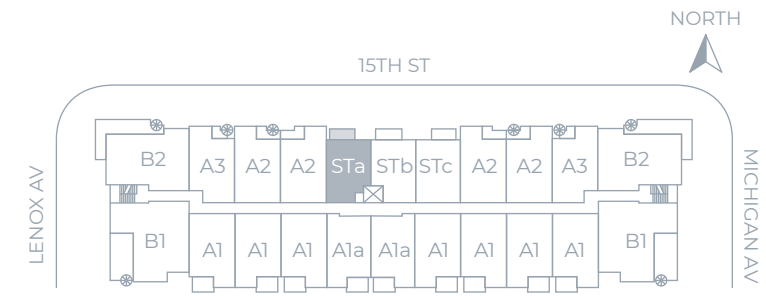 NORTH
15TH ST
LENOX AV
MICHIGAN AV
B2 A3 A2 A2 STa STb STc A2 A2 A3 B2
B1 A1 A1 A1 A1a A1a A1 A1 A1 A1 B1